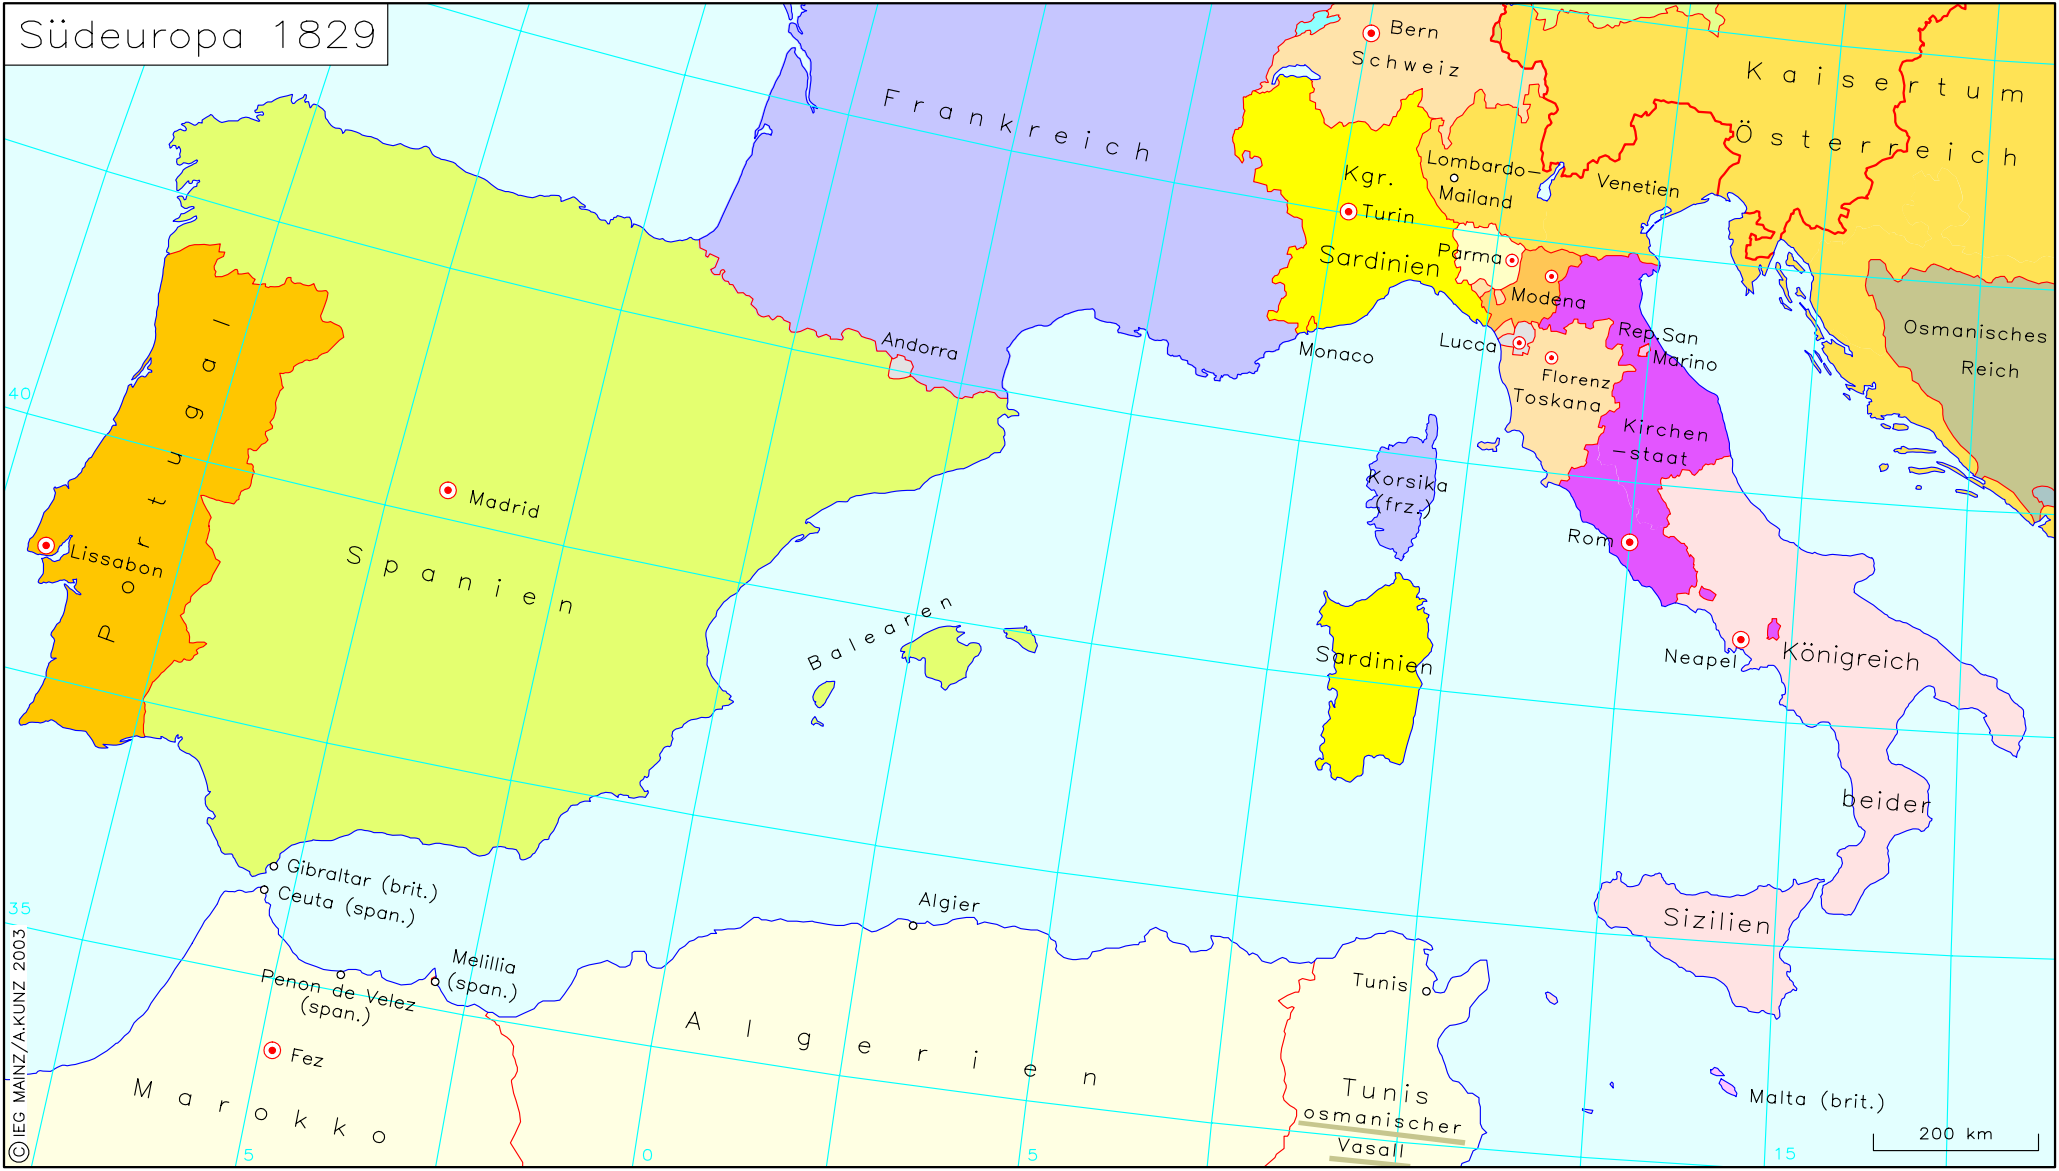 Südeuropa 1829
Bern
Schweiz
Frankreich
Kaisertum
Österreich
Kgr.
Turin
Sardinien
Lombardo-
Mailand
Venetien
Parma
Modena
Lucca
Florenz
Toskana
Rep.San
Marino
Monaco
Andorra
Osmanisches
Reich
Kirchen
-staat
Korsika
(frz.)
Rom
Portugal
Lissabon
Madrid
Spanien
Balearen
Sardinien
Neapel
Königreich
beider
Sizilien
Gibraltar (brit.)
Ceuta (span.)
Melillia
(span.)
Penon de Velez
(span.)
Fez
Marokko
Algier
Algerien
Tunis
Tunis
osmanischer
Vasall
Malta (brit.)
200 km
40
35
5
0
5
15
©IEG MAINZ/A.KUNZ 2003